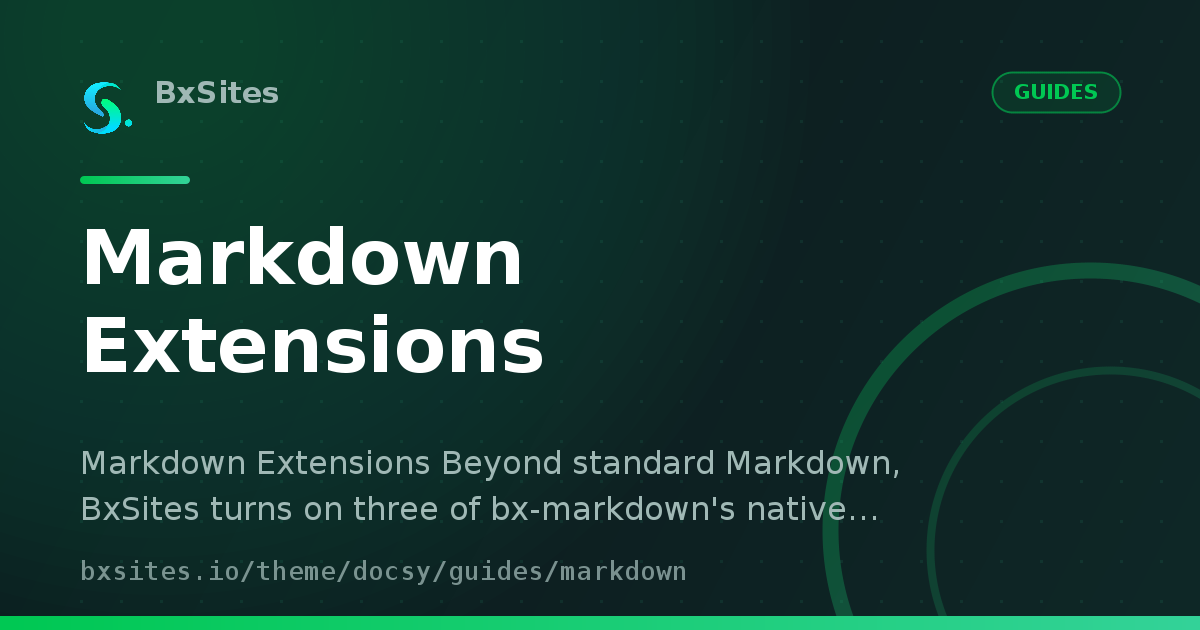 BxSites
GUIDES
Markdown
Extensions
Markdown Extensions Beyond standard Markdown,
BxSites turns on three of bx-markdown's native…
bxsites.io/theme/docsy/guides/markdown